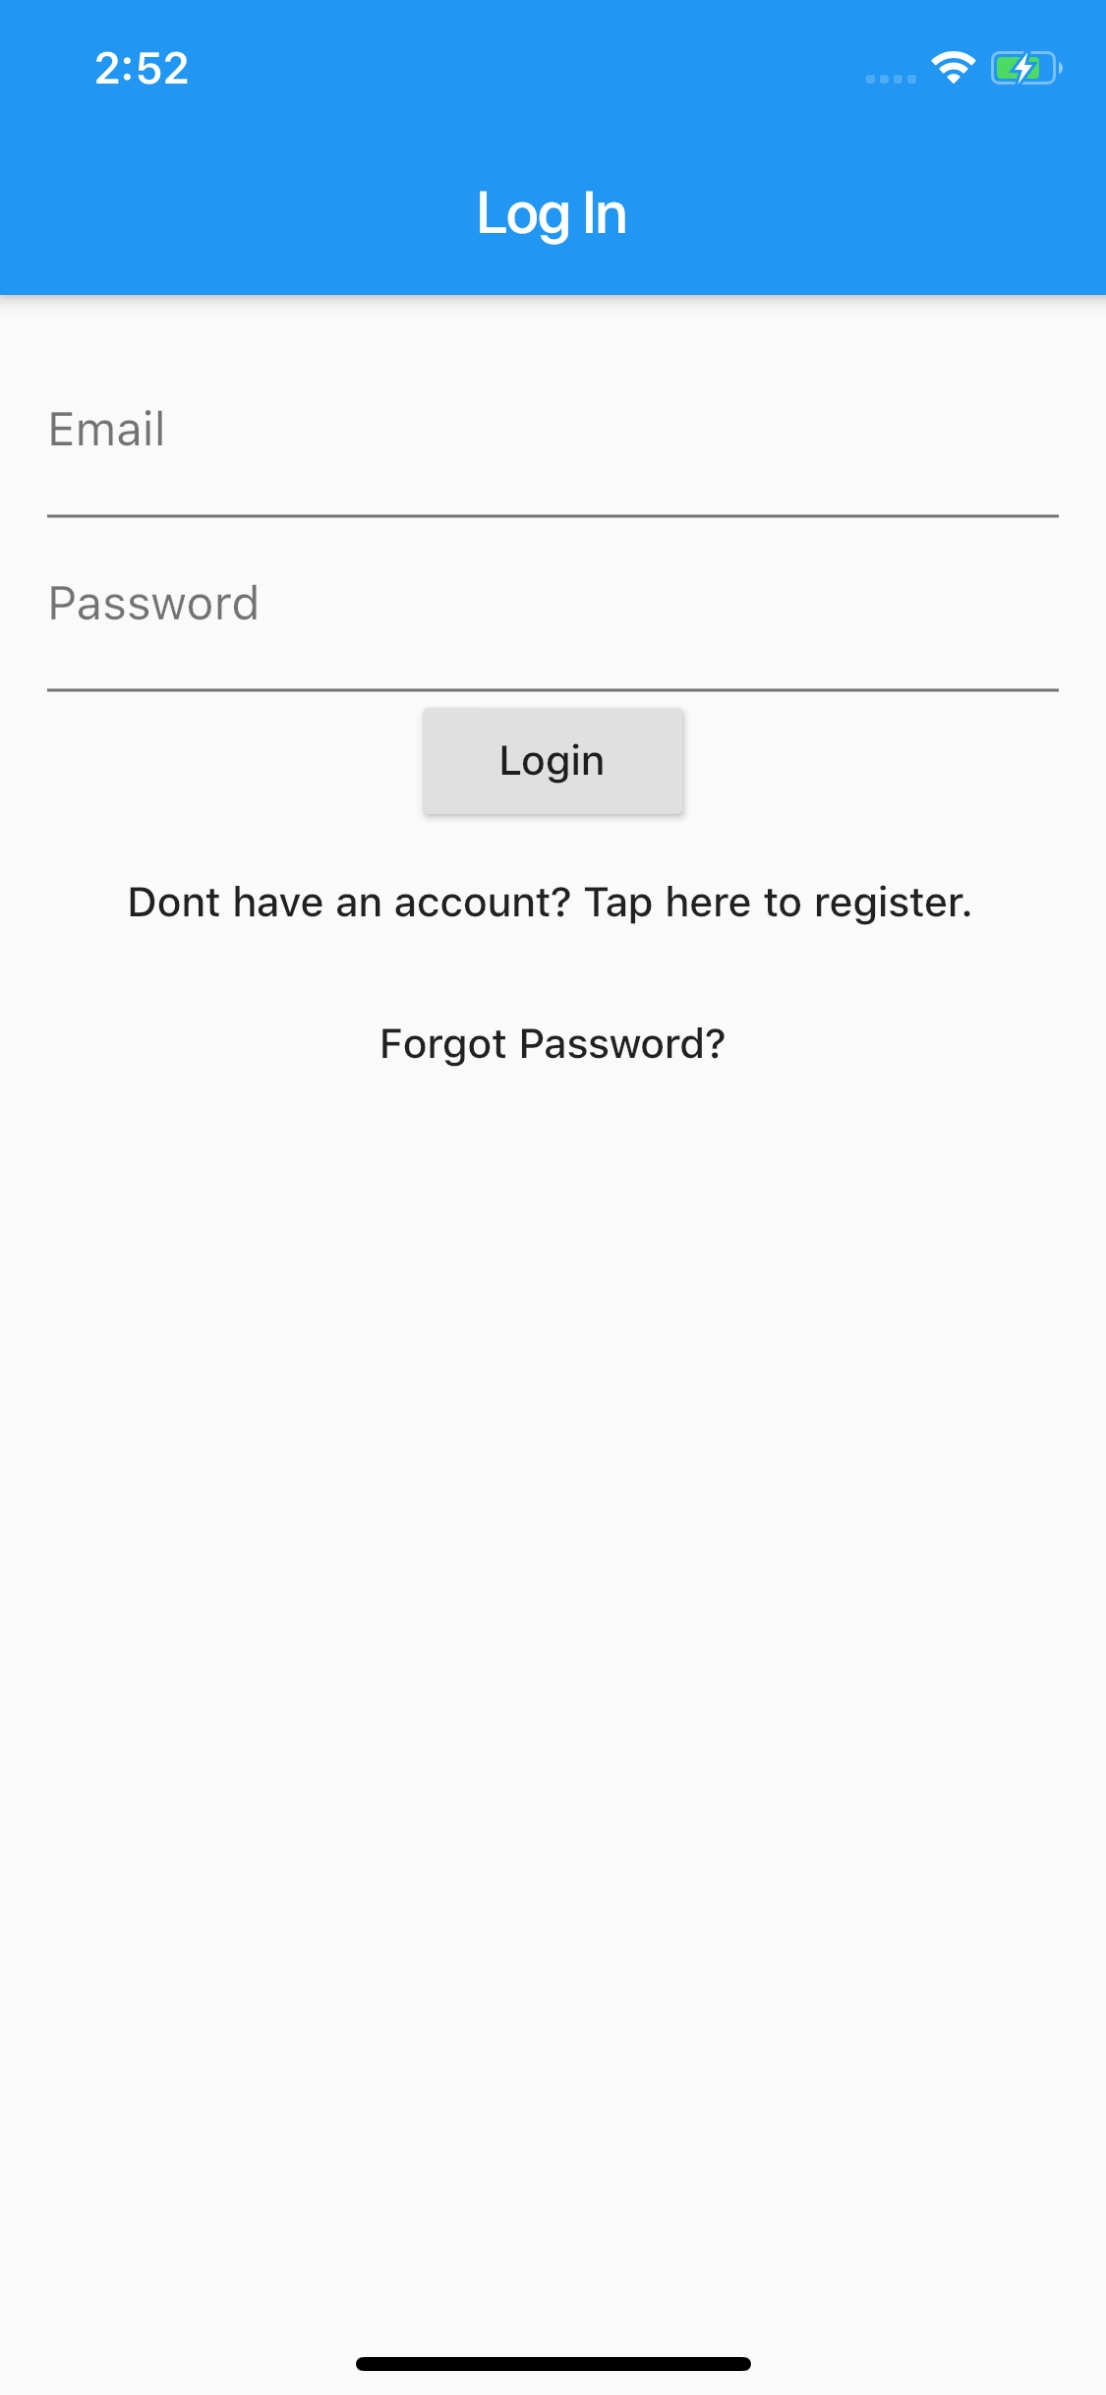 2:52
Log In
Email
Password
Login
Dont have an account? Tap here to register.
Forgot Password?